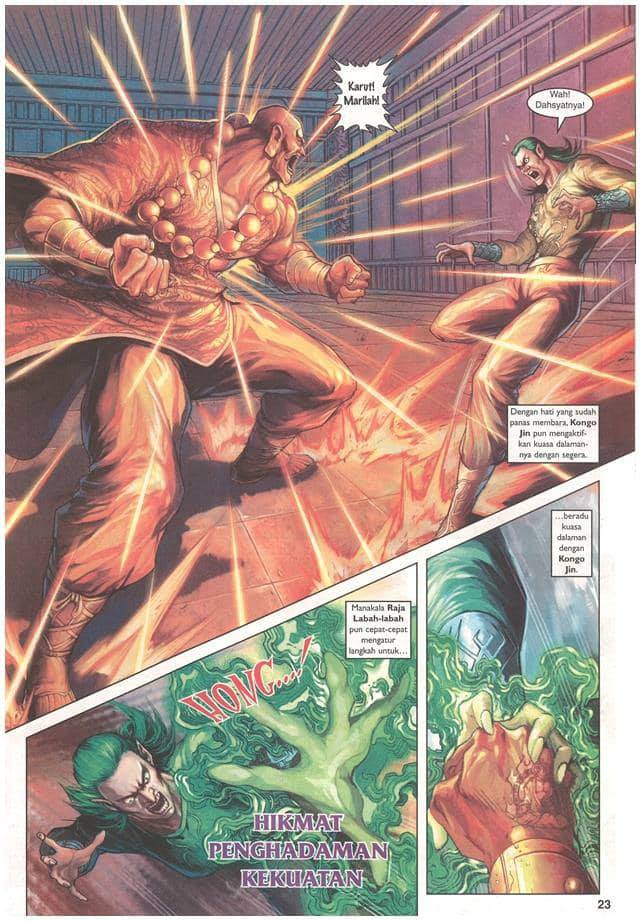 Karut!
Marilah!
Wah!
Dahsyatnya!
Dengan hati yang sudah
panas membara, Kongo
Jin pun mengaktif-
kan kuasa dalaman-
nya dengan segera.
Manakala Raja
Labah-labah
pun cepat-cepat
mengatur
langkah untuk...
HONG....!
HIKMAT
PENGHADAMAN
KEKUATAN
...beradu
kuasa
dalaman
dengan
Kongo
Jin.
23